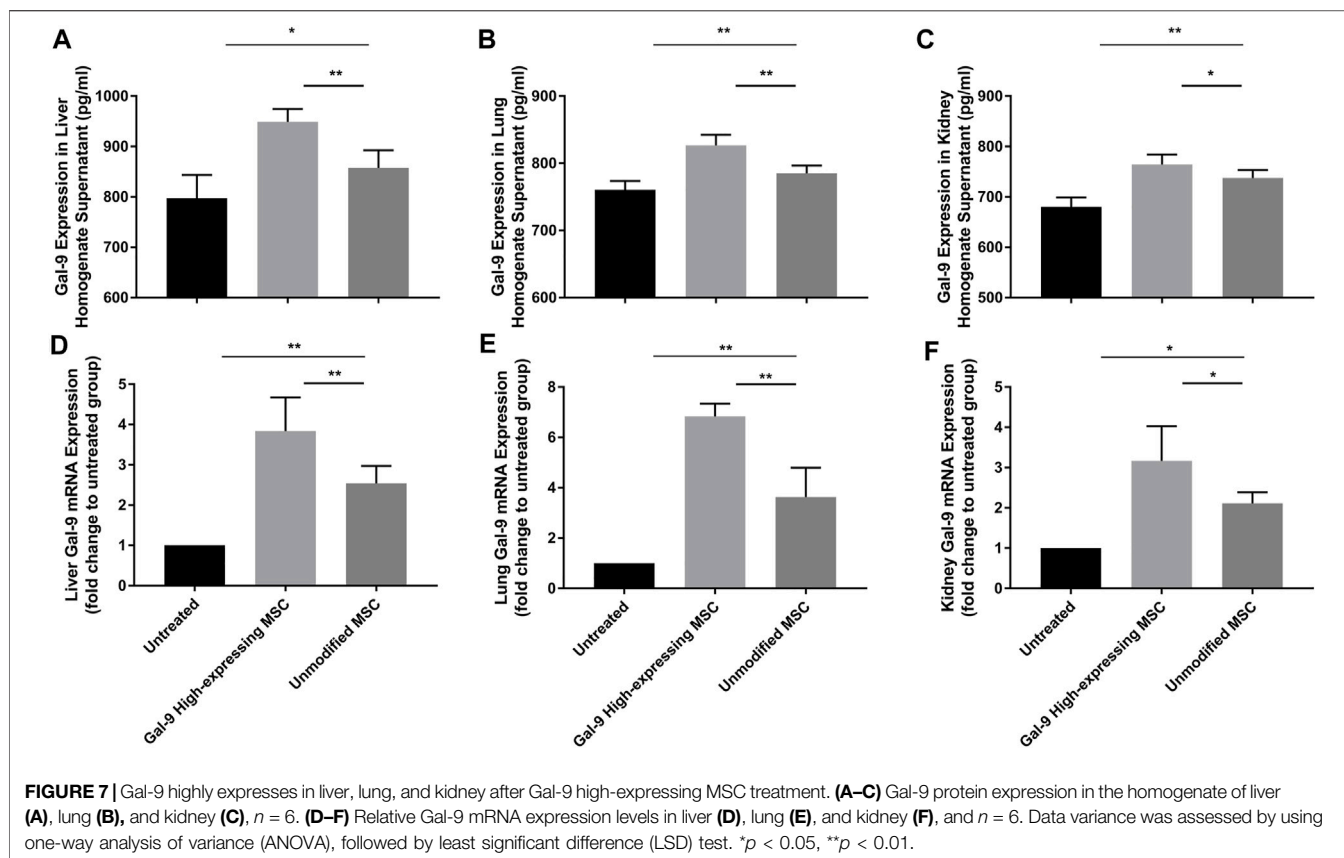 A
Gal-9 Expression in Liver
Homogenate Supernatant (pg/ml)
1000
900
800
700
600
*
**
B
Gal-9 Expression in Lung
Homogenate Supernatant (pg/ml)
900
800
700
600
**
**
C
Gal-9 Expression in Kidney
Homogenate Supernatant (pg/ml)
900
800
700
600
500
**
*
D
Liver Gal-9 mRNA Expression
(fold change to untreated group)
5
4
3
2
1
0
**
**
Untreated
Gal-9 High-expressing MSC
Unmodified MSC
E
Lung Gal-9 mRNA Expression
(fold change to untreated group)
8
6
4
2
0
**
**
Untreated
Gal-9 High-expressing MSC
Unmodified MSC
F
Kidney Gal-9 mRNA Expression
(fold change to untreated group)
5
4
3
2
1
0
*
*
Untreated
Gal-9 High-expressing MSC
Unmodified MSC
FIGURE 7 | Gal-9 highly expresses in liver, lung, and kidney after Gal-9 high-expressing MSC treatment. (A–C) Gal-9 protein expression in the homogenate of liver
(A), lung (B), and kidney (C), n = 6. (D–F) Relative Gal-9 mRNA expression levels in liver (D), lung (E), and kidney (F), and n = 6. Data variance was assessed by using
one-way analysis of variance (ANOVA), followed by least significant difference (LSD) test. *p < 0.05, **p < 0.01.